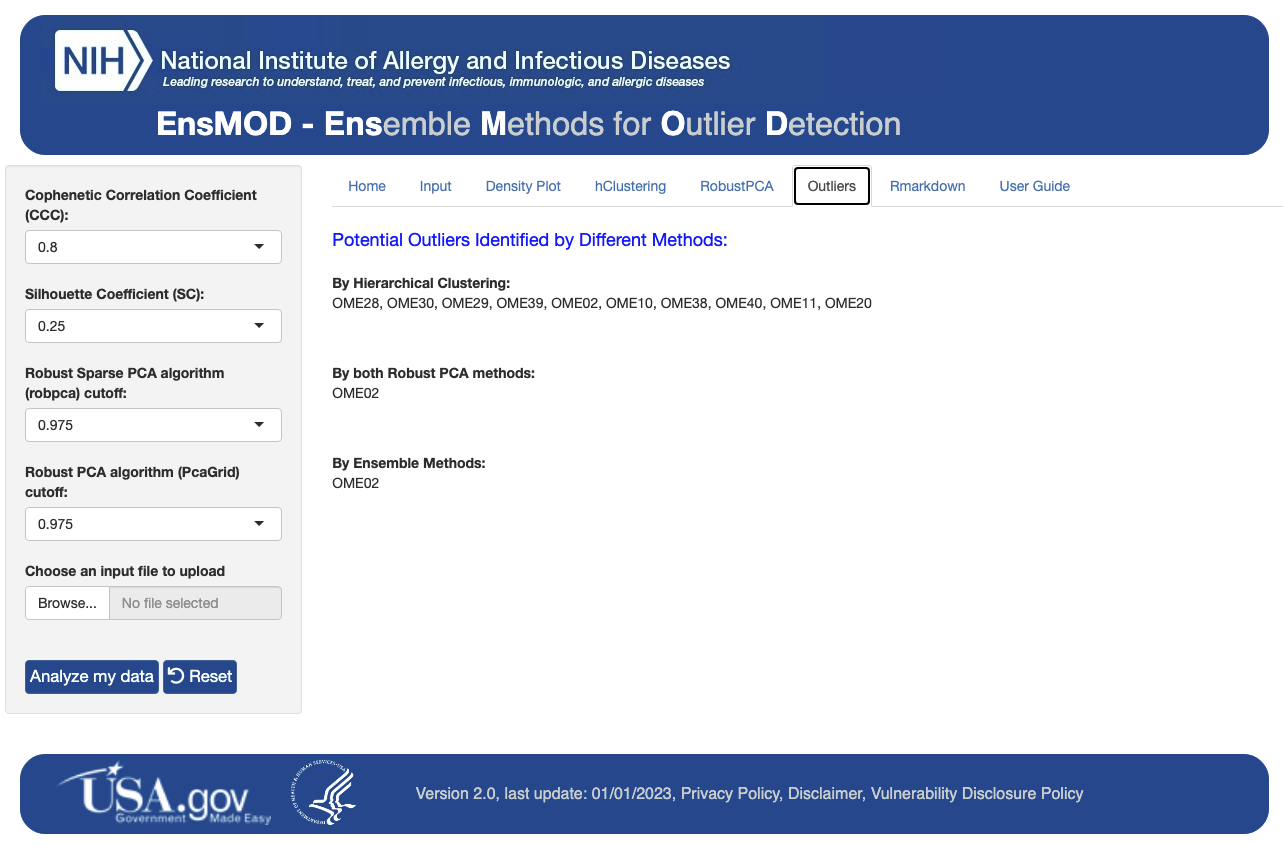 NIH
National Institute of Allergy and Infectious Diseases
Leading research to understand, treat, and prevent infectious, immunologic, and allergic diseases
EnsMOD - Ensemble Methods for Outlier Detection
Cophenetic Correlation Coefficient
(CCC):
0.8
Silhouette Coefficient (SC):
0.25
Robust Sparse PCA algorithm
(robpca) cutoff:
0.975
Robust PCA algorithm (PcaGrid)
cutoff:
0.975
Choose an input file to upload
Browse... No file selected
Analyze my data Reset
Home Input Density Plot hClustering RobustPCA Outliers Rmarkdown User Guide
Potential Outliers Identified by Different Methods:
By Hierarchical Clustering:
OME28, OME30, OME29, OME39, OME02, OME10, OME38, OME40, OME11, OME20
By both Robust PCA methods:
OME02
By Ensemble Methods:
OME02
USA.gov
Government Made Easy
DEPARTMENT OF HEALTH & HUMAN SERVICES • USA
Version 2.0, last update: 01/01/2023, Privacy Policy, Disclaimer, Vulnerability Disclosure Policy